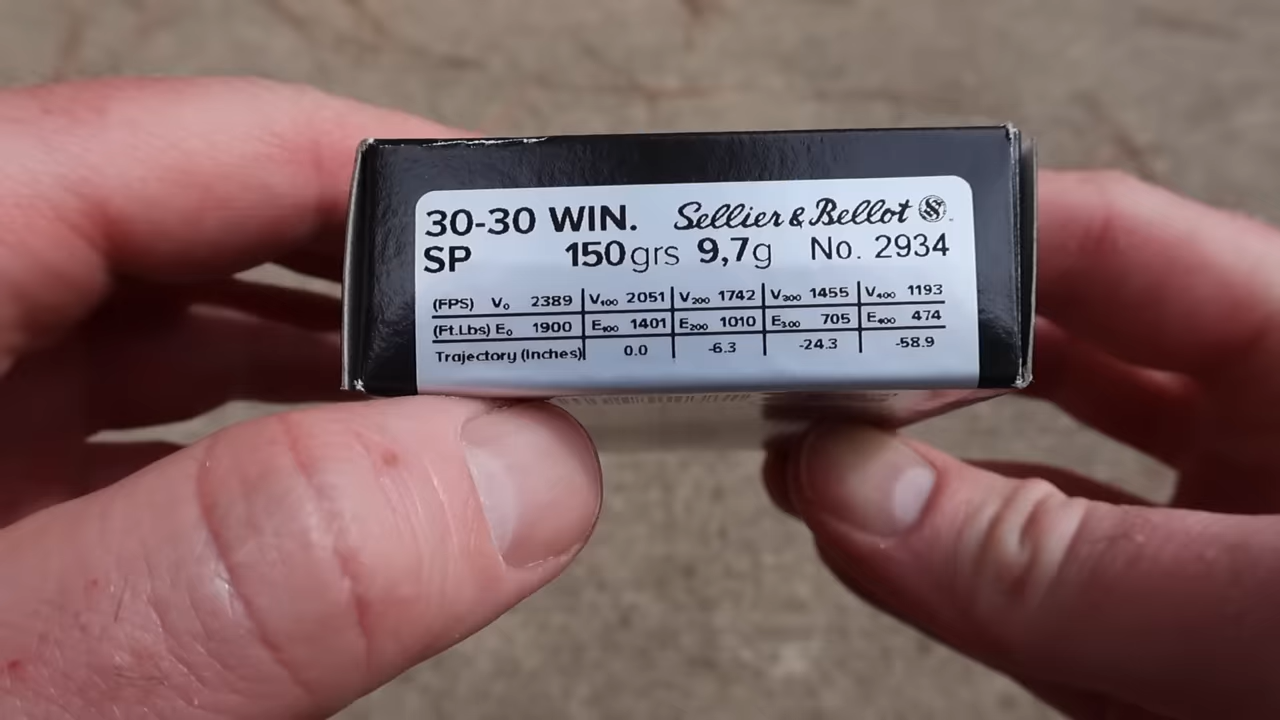 30-30 WIN. Sellier & Bellot
SP 150grs 9,7g No. 2934
(FPS) V₀ 2389 V₁₀₀ 2051 V₂₀₀ 1742 V₃₀₀ 1455 V₄₀₀ 1193
(Ft.Lbs) E₀ 1900 E₁₀₀ 1401 E₂₀₀ 1010 E₃₀₀ 705 E₄₀₀ 474
Trajectory (Inches) 0.0 -6.3 -24.3 -58.9